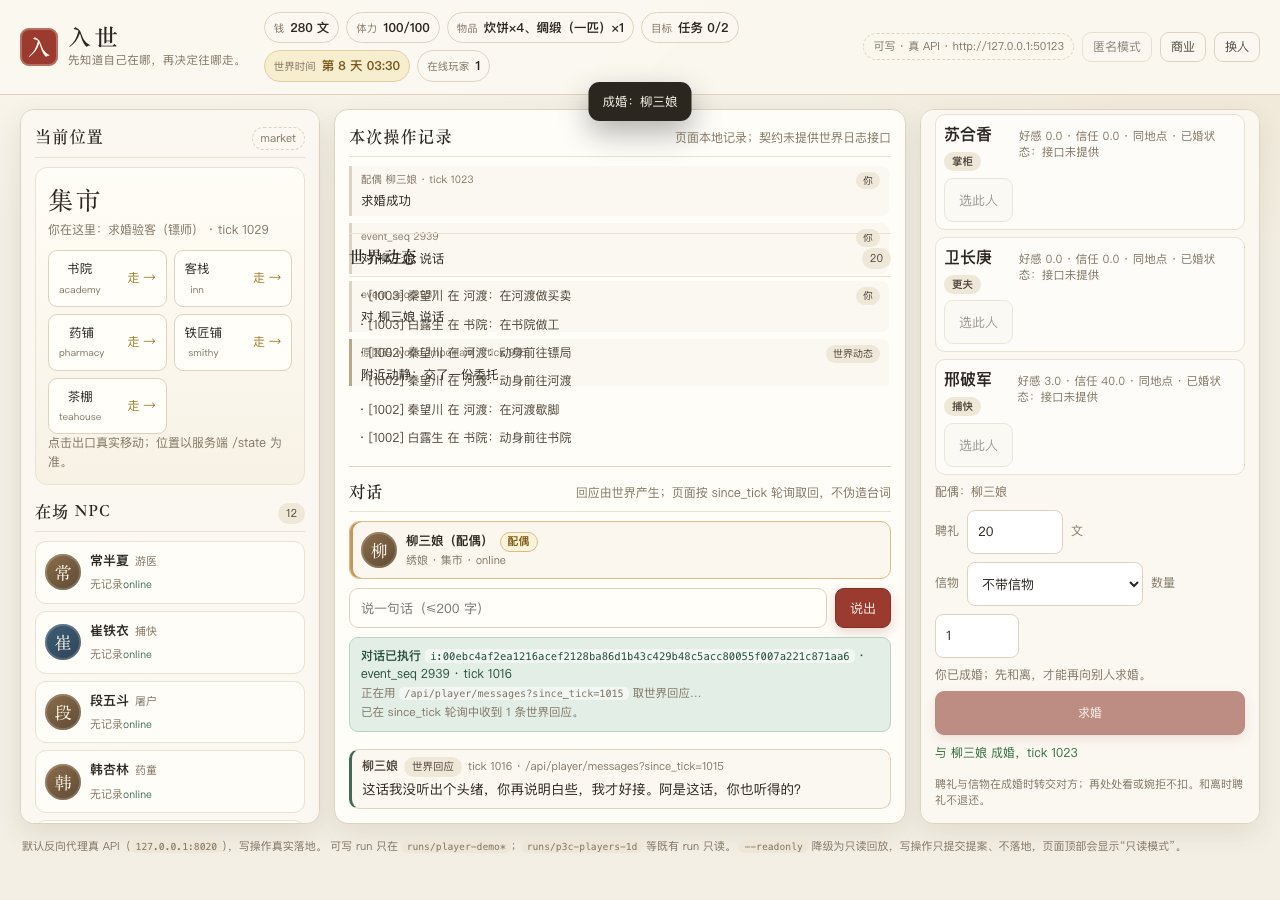 入
入世
先知道自己在哪，再决定往哪走。
钱 280 文
体力 100/100
物品 炊饼×4、绸缎（一匹）×1
目标 任务 0/2
世界时间 第 8 天 03:30
在线玩家 1
可写 · 真 API · http://127.0.0.1:50123
匿名模式
商业
换人
成婚：柳三娘
当前位置
market
集市
你在这里：求婚验客（镖师） · tick 1029
书院
academy
走 →
客栈
inn
走 →
药铺
pharmacy
走 →
铁匠铺
smithy
走 →
茶棚
teahouse
走 →
点击出口真实移动；位置以服务端 /state 为
准。
在场 NPC
12
常
常半夏 游医
无记录online
崔
崔铁衣 捕快
无记录online
段
段五斗 屠户
无记录online
韩
韩杏林 药童
无记录online
本次操作记录
页面本地记录；契约未提供世界日志接口
配偶 柳三娘 · tick 1023
你
求婚成功
event_seq 2939
你
对 柳三娘 说话
世界动态
20
你
对 柳三娘 说话
· [1003] 秦望川 在 河渡：在河渡做买卖
· [1003] 白露生 在 书院：在书院做工
世界动态
附近动静：交了一份委托
· [1002] 秦望川 在 河渡：动身前往镖局
· [1002] 秦望川 在 镖局：动身前往河渡
· [1002] 秦望川 在 河渡：在河渡歇脚
· [1002] 白露生 在 书院：动身前往书院
对话
回应由世界产生；页面按 since_tick 轮询取回，不伪造台词
柳
柳三娘（配偶） 配偶
绣娘 · 集市 · online
说一句话（≤200 字）
说出
对话已执行 i:00ebc4af2ea1216acef2128ba86d1b43c429b48c5acc80055f007a221c871aa6 ·
event_seq 2939 · tick 1016
正在用 /api/player/messages?since_tick=1015 取世界回应…
已在 since_tick 轮询中收到 1 条世界回应。
柳三娘 世界回应 tick 1016 · /api/player/messages?since_tick=1015
这话我没听出个头绪，你再说明白些，我才好接。阿是这话，你也听得的？
苏合香
掌柜
好感 0.0 · 信任 0.0 · 同地点 · 已婚状
态：接口未提供
选此人
卫长庚
更夫
好感 0.0 · 信任 0.0 · 同地点 · 已婚状
态：接口未提供
选此人
邢破军
捕快
好感 3.0 · 信任 40.0 · 同地点 · 已婚状
态：接口未提供
选此人
配偶：柳三娘
聘礼 20 文
信物 不带信物 数量
1
你已成婚；先和离，才能再向别人求婚。
求婚
与 柳三娘 成婚，tick 1023
聘礼与信物在成婚时转交对方；再处处看或婉拒不扣。和离时聘
礼不退还。
默认反向代理真 API（ 127.0.0.1:8020 ），写操作真实落地。 可写 run 只在 runs/player-demo* ； runs/p3c-players-1d 等既有 run 只读。 --readonly 降级为只读回放，写操作只提交提案、不落地，页面顶部会显示“只读模式”。